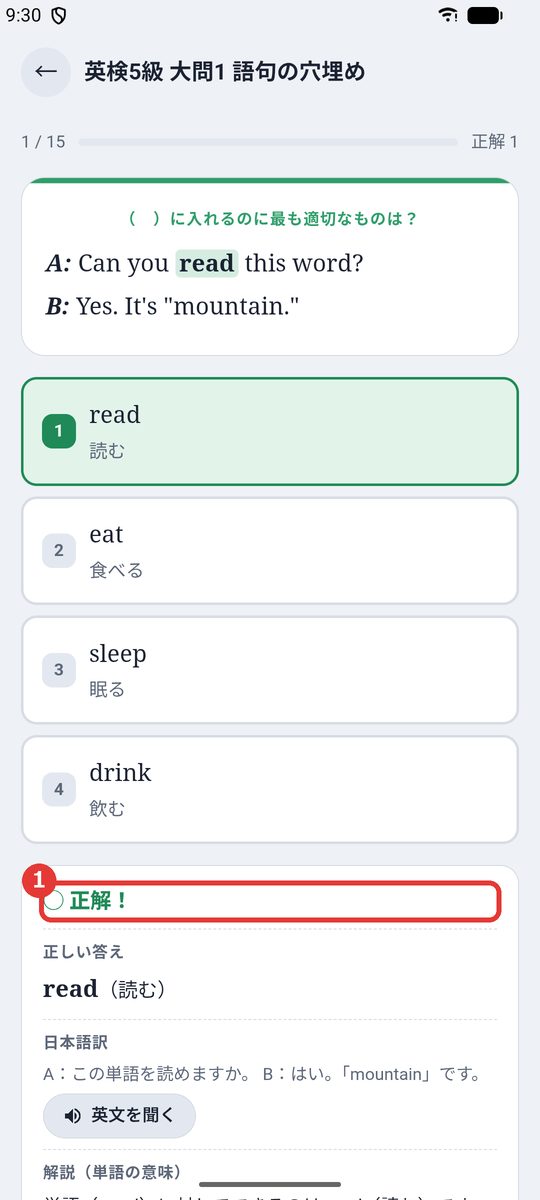 9:30
← 英検5級 大問1 語句の穴埋め
1 / 15 正解 1
（　）に入れるのに最も適切なものは？
A: Can you read this word?
B: Yes. It's "mountain."
1 read
読む
2 eat
食べる
3 sleep
眠る
4 drink
飲む
1
〇 正解！
正しい答え
read（読む）
日本語訳
A：この単語を読めますか。 B：はい。「mountain」です。
英文を聞く
解説（単語の意味）